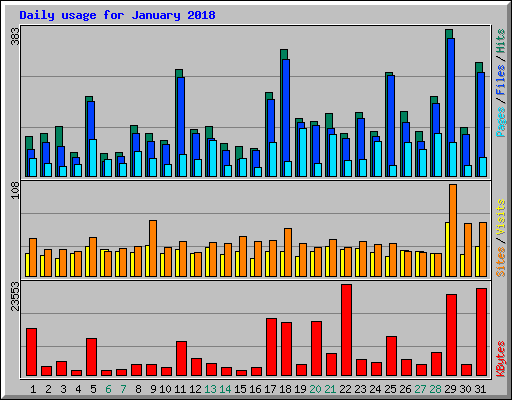 Daily usage for January 2018
383
Pages / Files / Hits
108
Sites / Visits
23553
KBytes
1 2 3 4 5 6 7 8 9 10 11 12 13 14 15 16 17 18 19 20 21 22 23 24 25 26 27 28 29 30 31